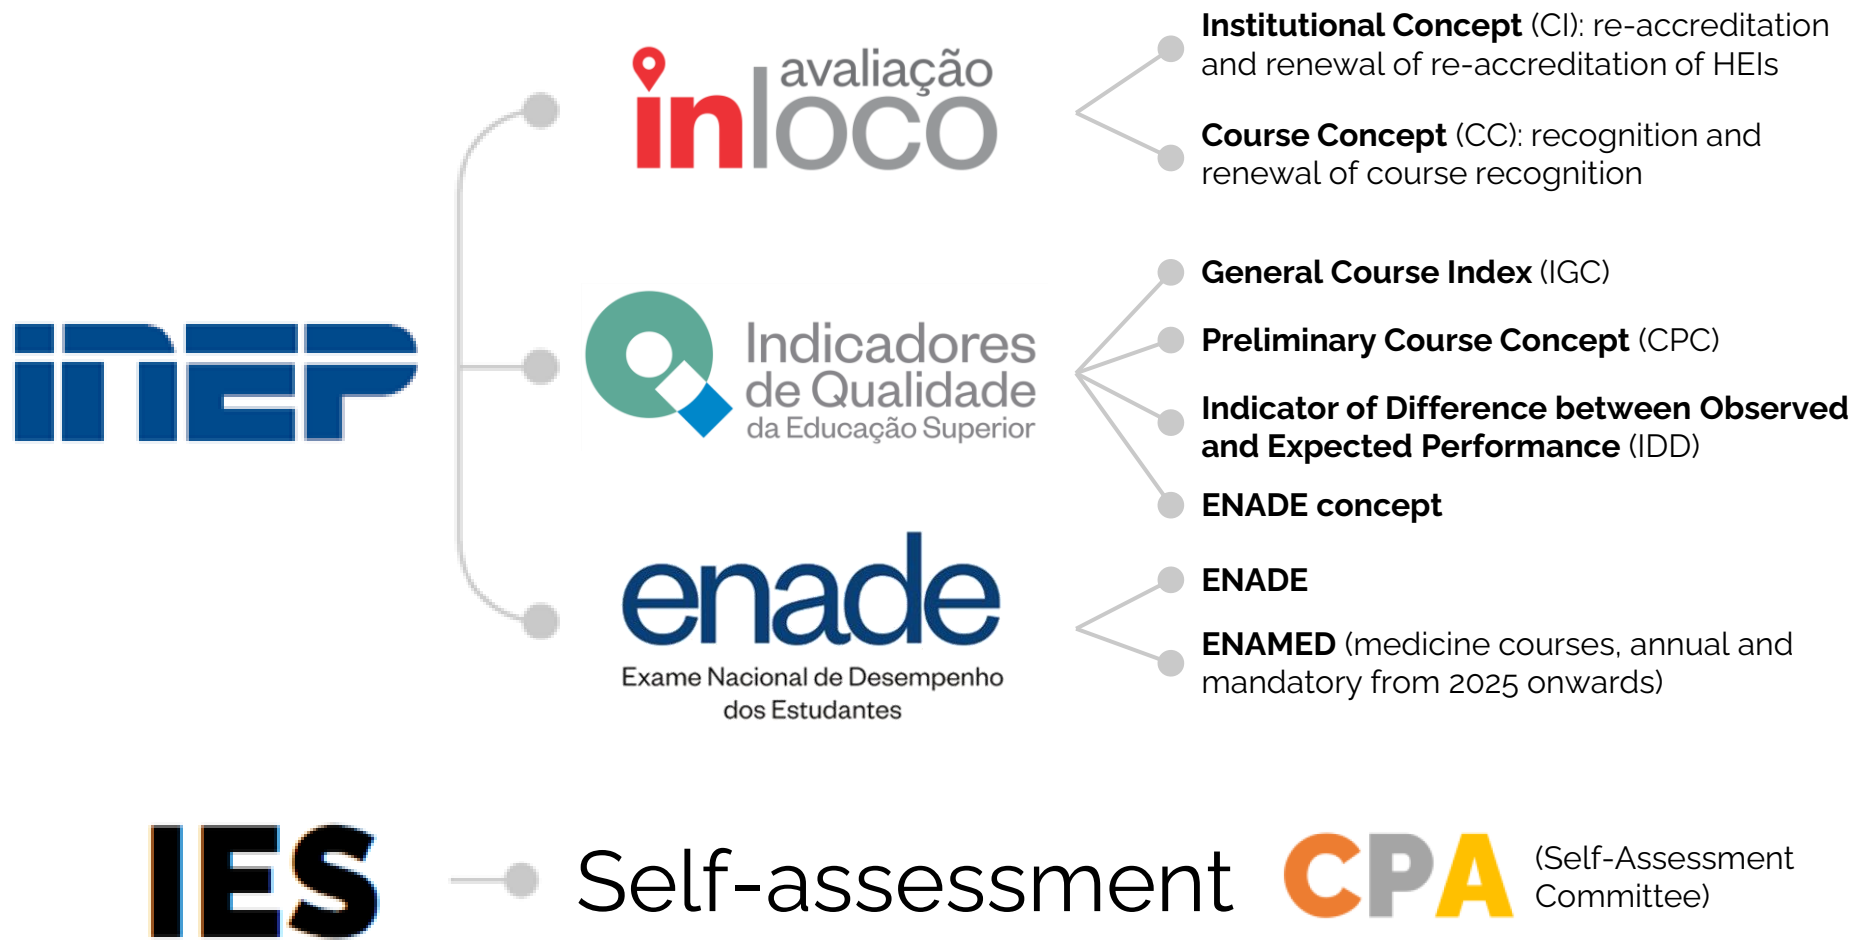 inep
avaliação
inloco
Institutional Concept (CI): re-accreditation
and renewal of re-accreditation of HEIs
Course Concept (CC): recognition and
renewal of course recognition
Indicadores
de Qualidade
da Educação Superior
General Course Index (IGC)
Preliminary Course Concept (CPC)
Indicator of Difference between Observed
and Expected Performance (IDD)
ENADE concept
enade
Exame Nacional de Desempenho
dos Estudantes
ENADE
ENAMED (medicine courses, annual and
mandatory from 2025 onwards)
IES
Self-assessment
CPA
(Self-Assessment
Committee)